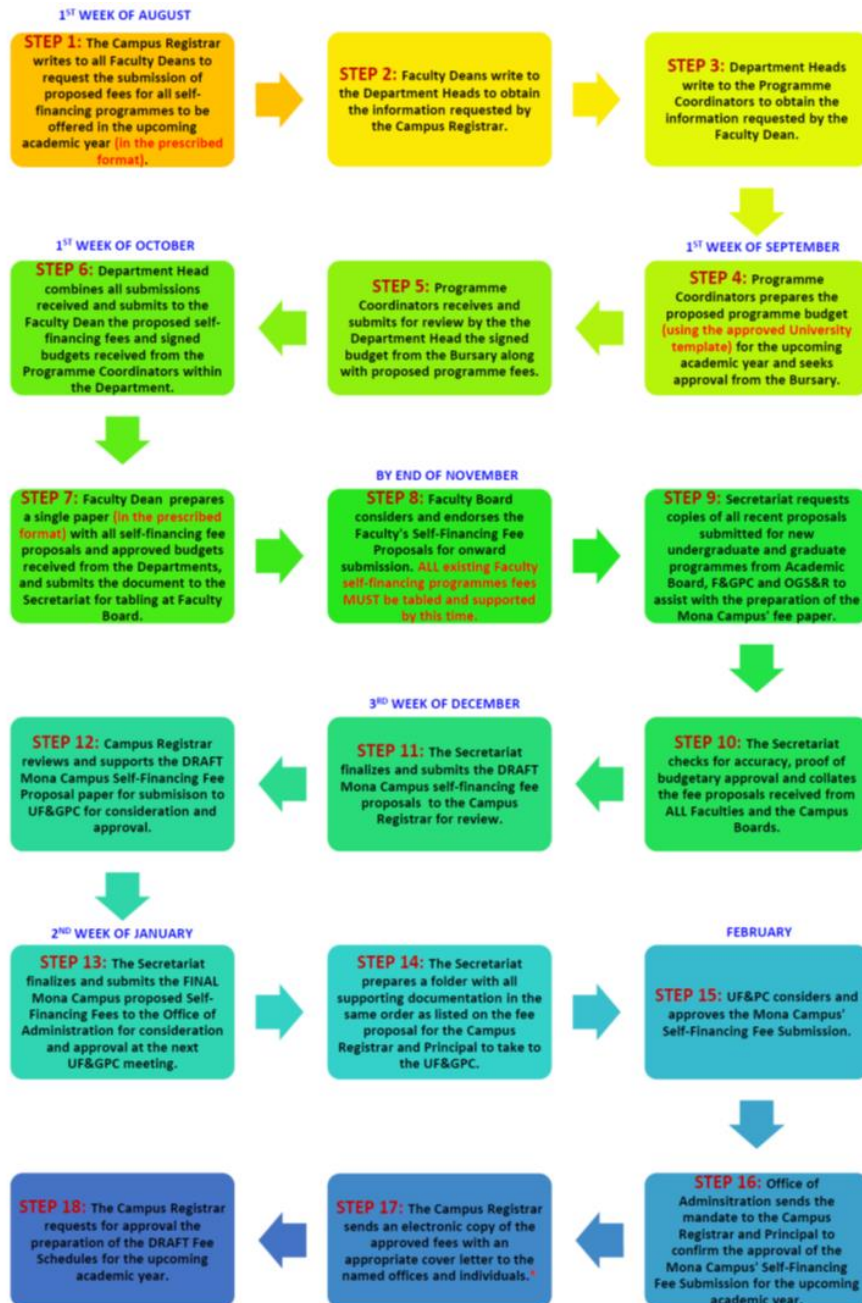 1ST WEEK OF AUGUST
STEP 1: The Campus Registrar
writes to all Faculty Deans to
request the submission of
proposed fees for all self-
financing programmes to be
offered in the upcoming
academic year (in the prescribed
format).
STEP 2: Faculty Deans write to
the Department Heads to obtain
the information requested by
the Campus Registrar.
STEP 3: Department Heads
write to the Programme
Coordinators to obtain the
information requested by the
Faculty Dean.
1ST WEEK OF SEPTEMBER
STEP 4: Programme
Coordinators prepares the
proposed programme budget
(using the approved University
template) for the upcoming
academic year and seeks
approval from the Bursary.
STEP 5: Programme
Coordinators receives and
submits for review by the the
Department Head the signed
budget from the Bursary along
with proposed programme fees.
1ST WEEK OF OCTOBER
STEP 6: Department Head
combines all submissions
received and submits to the
Faculty Dean the proposed self-
financing fees and signed
budgets received from the
Programme Coordinators within
the Department.
STEP 7: Faculty Dean prepares
a single paper (in the prescribed
format) with all self-financing fee
proposals and approved budgets
received from the Departments,
and submits the document to the
Secretariat for tabling at Faculty
Board.
BY END OF NOVEMBER
STEP 8: Faculty Board
considers and endorses the
Faculty's Self-Financing Fee
Proposals for onward
submission. ALL existing Faculty
self-financing programmes fees
MUST be tabled and supported
by this time.
STEP 9: Secretariat requests
copies of all recent proposals
submitted for new
undergraduate and graduate
programmes from Academic
Board, F&GPC and OGS&R to
assist with the preparation of the
Mona Campus' fee paper.
STEP 10: The Secretariat
checks for accuracy, proof of
budgetary approval and collates
the fee proposals received from
ALL Faculties and the Campus
Boards.
3RD WEEK OF DECEMBER
STEP 11: The Secretariat
finalizes and submits the DRAFT
Mona Campus self-financing fee
proposals to the Campus
Registrar for review.
STEP 12: Campus Registrar
reviews and supports the DRAFT
Mona Campus Self-Financing Fee
Proposal paper for submisison to
UF&GPC for consideration and
approval.
2ND WEEK OF JANUARY
STEP 13: The Secretariat
finalizes and submits the FINAL
Mona Campus proposed Self-
Financing Fees to the Office of
Administration for consideration
and approval at the next
UF&GPC meeting.
STEP 14: The Secretariat
prepares a folder with all
supporting documentation in the
same order as listed on the fee
proposal for the Campus
Registrar and Principal to take to
the UF&GPC.
FEBRUARY
STEP 15: UF&PC considers and
approves the Mona Campus'
Self-Financing Fee Submission.
STEP 16: Office of
Adminsitration sends the
mandate to the Campus
Registrar and Principal to
confirm the approval of the
Mona Campus' Self-Financing
Fee Submission for the upcoming
academic year.
STEP 17: The Campus Registrar
sends an electronic copy of the
approved fees with an
appropriate cover letter to the
named offices and individuals.*
STEP 18: The Campus Registrar
requests for approval the
preparation of the DRAFT Fee
Schedules for the upcoming
academic year.